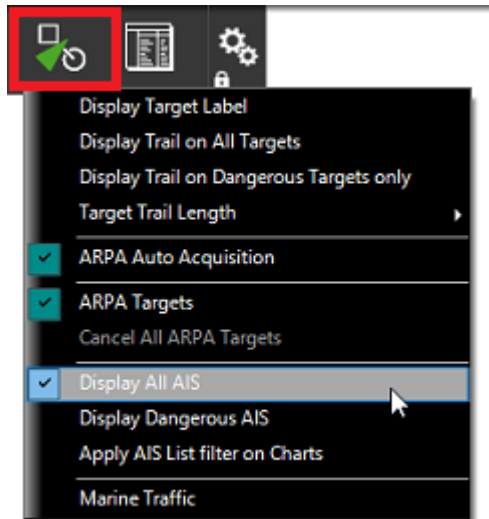 Display Target Label
Display Trail on All Targets
Display Trail on Dangerous Targets only
Target Trail Length
ARPA Auto Acquisition
ARPA Targets
Cancel All ARPA Targets
Display All AIS
Display Dangerous AIS
Apply AIS List filter on Charts
Marine Traffic